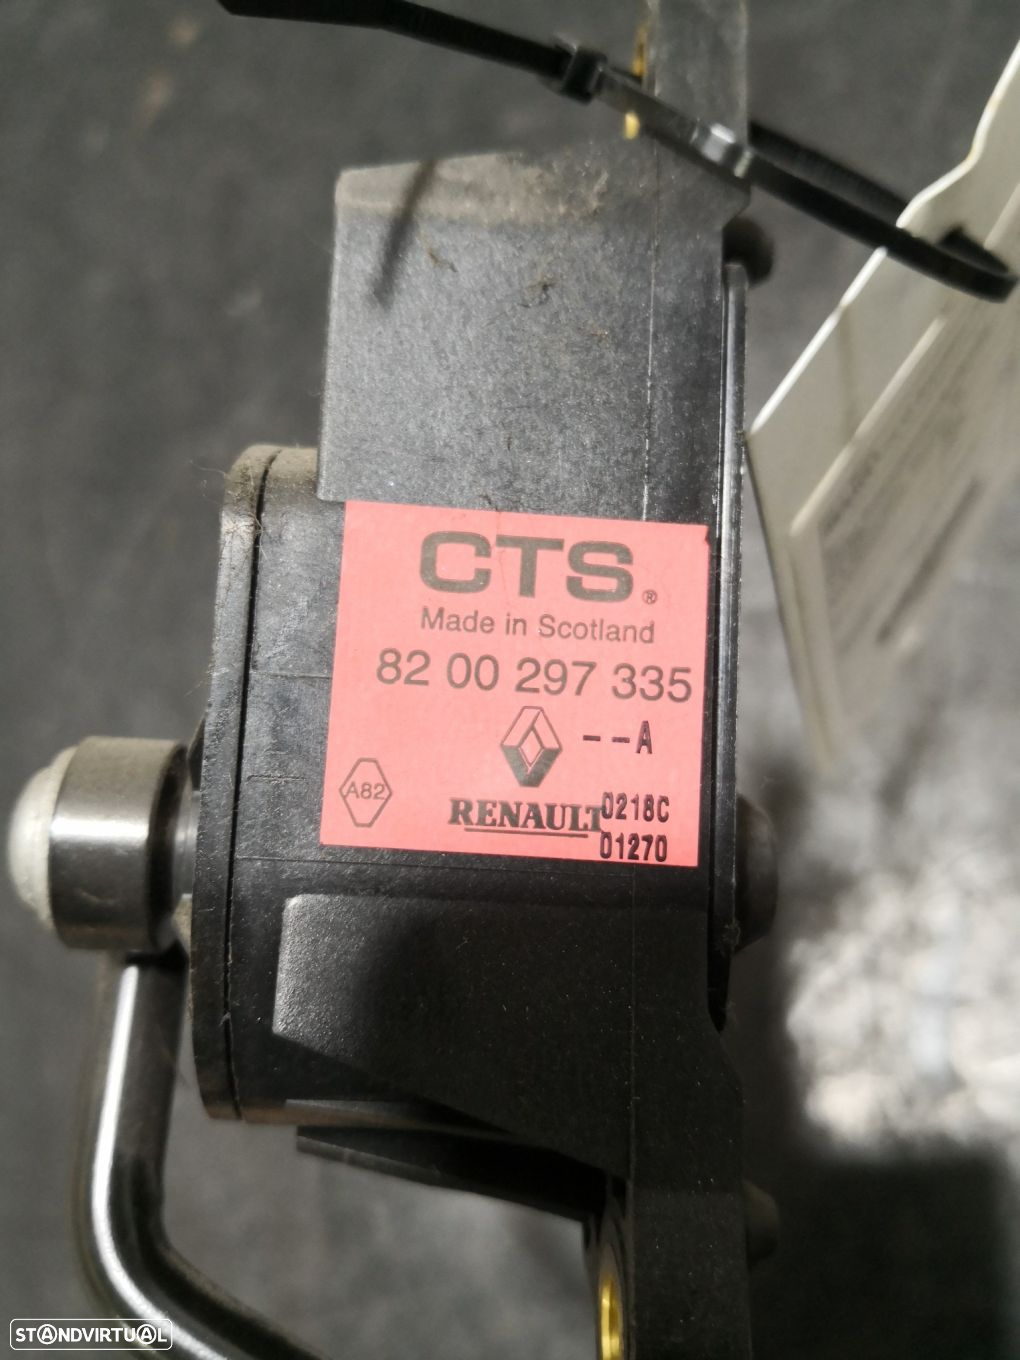 CTS®
Made in Scotland
82 00 297 335
--A
A82
RENAULT
0218C
01270
STANDVIRTUAL